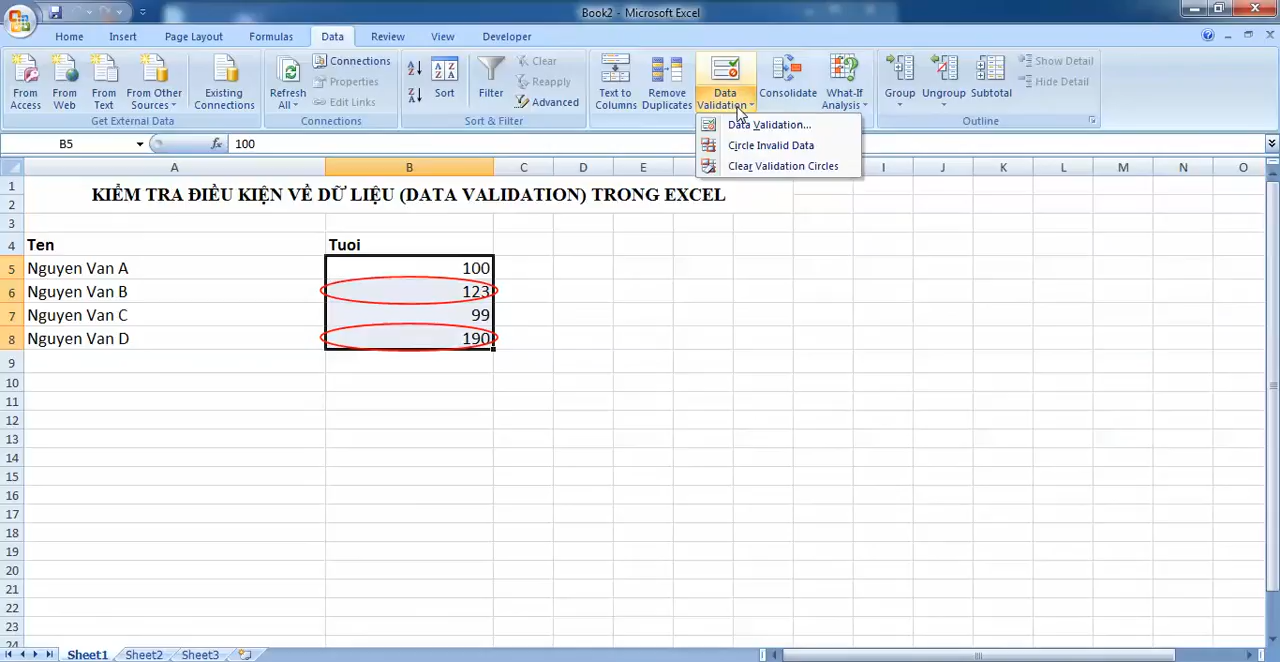 Book2 - Microsoft Excel
Home Insert Page Layout Formulas Data Review View Developer
From Access
From Web
From Text
From Other Sources
Existing Connections
Get External Data
Refresh All
Connections
Properties
Edit Links
Connections
Sort
Filter
Clear
Reapply
Advanced
Sort & Filter
Text to Columns
Remove Duplicates
Data Validation
Consolidate
What-If Analysis
Group
Ungroup
Subtotal
Show Detail
Hide Detail
Outline
Data Validation...
Circle Invalid Data
Clear Validation Circles
B5 fx 100
A B C D E F I J K L M N O
1 KIỂM TRA ĐIỀU KIỆN VỀ DỮ LIỆU (DATA VALIDATION) TRONG EXCEL
2
3
4 Ten Tuoi
5 Nguyen Van A 100
6 Nguyen Van B 123
7 Nguyen Van C 99
8 Nguyen Van D 190
9
10
11
12
13
14
15
16
17
18
19
20
21
22
23
24
Sheet1 Sheet2 Sheet3